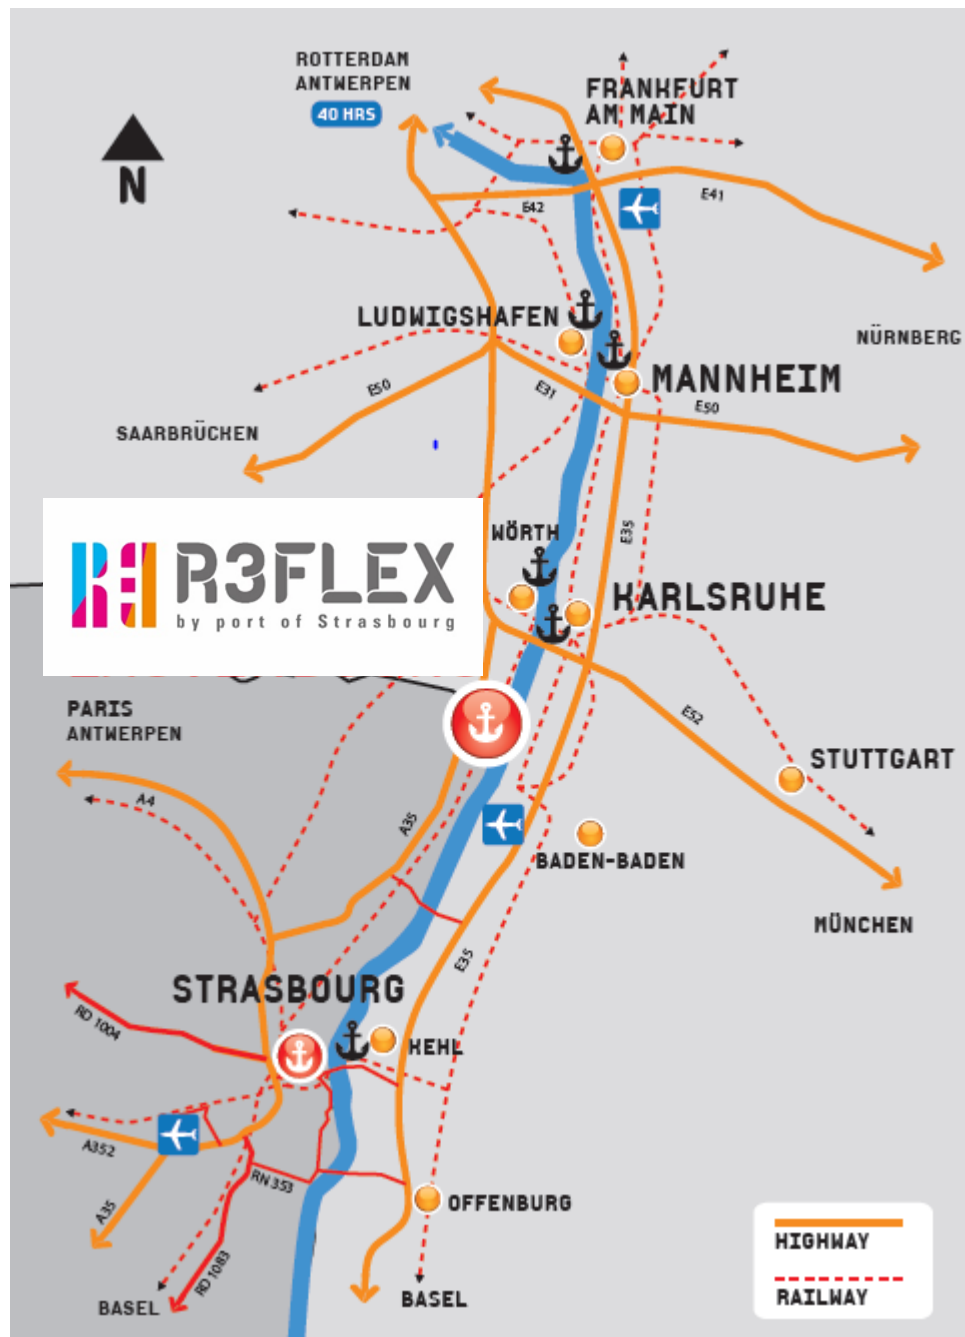 ROTTERDAM
ANTWERPEN
40 HRS
FRANKFURT
AM MAIN
N
E42
E41
LUDWIGSHAFEN
NÜRNBERG
MANNHEIM
E50
E31
E50
SAARBRÜCKEN
E35
WÖRTH
R3FLEX
by port of Strasbourg
KARLSRUHE
PARIS
ANTWERPEN
E52
STUTTGART
A4
A35
BADEN-BADEN
MÜNCHEN
E35
STRASBOURG
RD 1004
KEHL
A352
RN 353
A35
OFFENBURG
RD 1083
BASEL
BASEL
HIGHWAY
RAILWAY